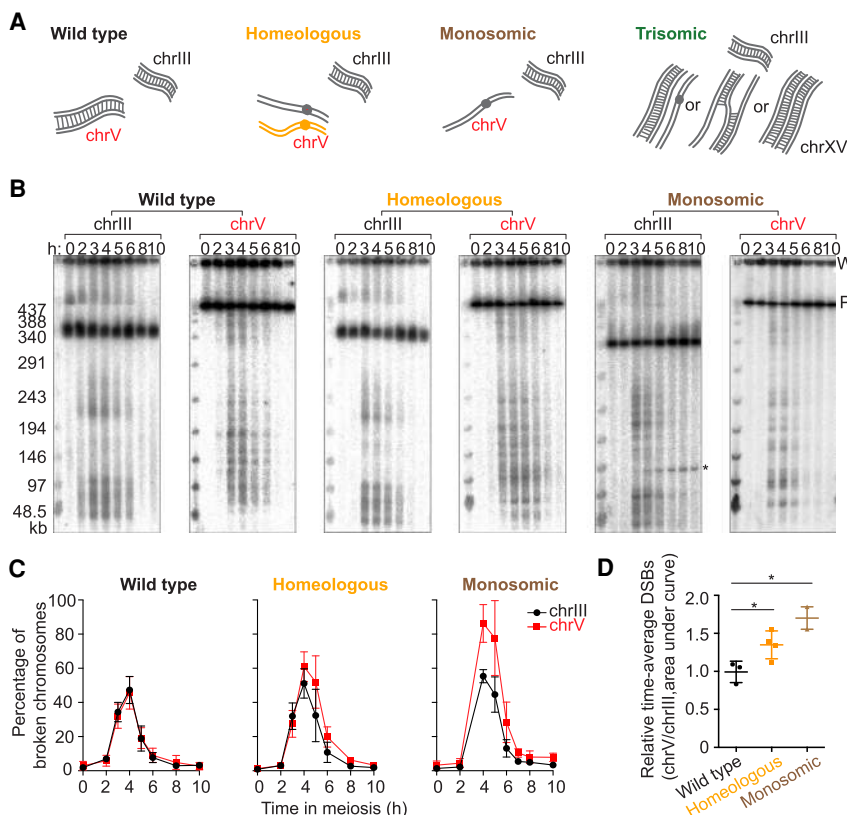 A
Wild type
Homeologous
Monosomic
Trisomic
chrIII
chrIII
chrIII
chrIII
chrV
chrV
chrV
or
or
chrXV
B
Wild type
Homeologous
Monosomic
chrIII
chrV
chrIII
chrV
chrIII
chrV
h: 0 2 3 4 5 6 8 10
0 2 3 4 5 6 8 10
0 2 3 4 5 6 8 10
0 2 3 4 5 6 8 10
0 2 3 4 5 6 8 10
0 2 3 4 5 6 8 10
W
P
437
388
340
291
243
194
146
97
48.5
kb
*
C
Wild type
Homeologous
Monosomic
Percentage of
broken chromosomes
100
80
60
40
20
0
chrIII
chrV
0 2 4 6 8 10
0 2 4 6 8 10
0 2 4 6 8 10
Time in meiosis (h)
D
Relative time-average DSBs
(chrV/chrIII,area under curve)
2.0
1.5
1.0
0.5
0
*
*
Wild type
Homeologous
Monosomic